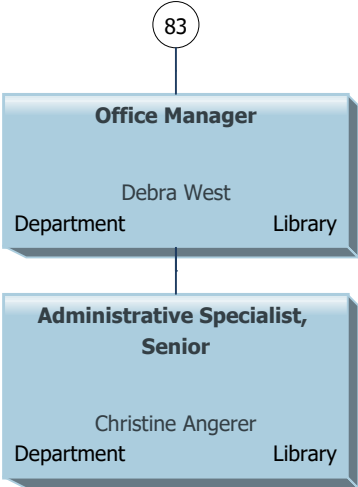 83
Office Manager
Debra West
Department Library
Administrative Specialist,
Senior
Christine Angerer
Department Library